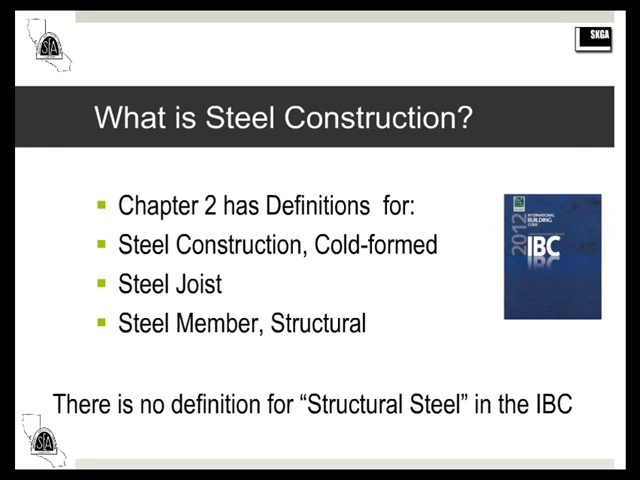 SKGA
What is Steel Construction?
Chapter 2 has Definitions for:
Steel Construction, Cold-formed
Steel Joist
Steel Member, Structural
2012
INTERNATIONAL
BUILDING
CODE
IBC
There is no definition for “Structural Steel” in the IBC